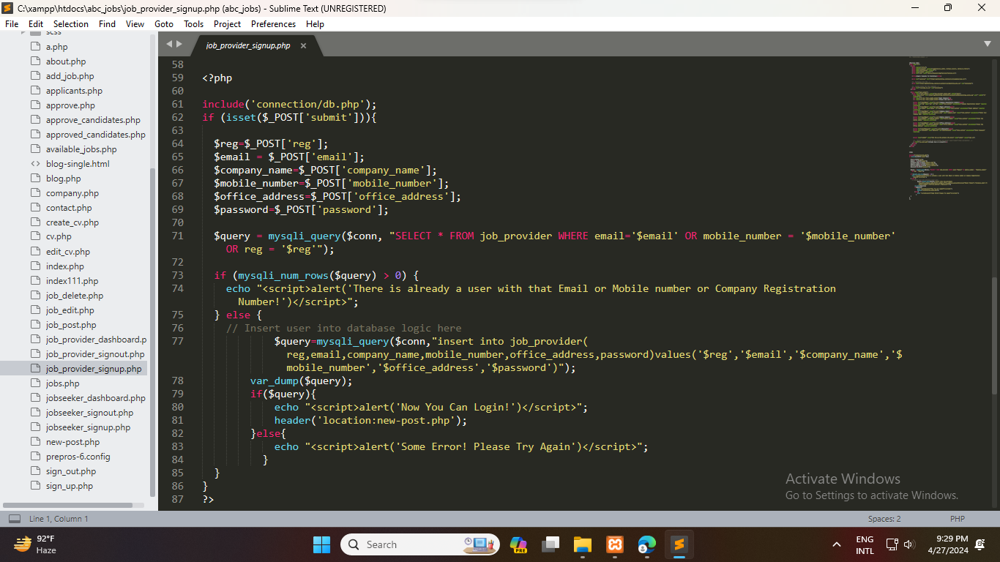 C:\xampp\htdocs\abc_jobs\job_provider_signup.php (abc_jobs) - Sublime Text (UNREGISTERED)
File Edit Selection Find View Goto Tools Project Preferences Help
scss
a.php
about.php
add_job.php
applicants.php
approve.php
approve_candidates.php
approved_candidates.php
available_jobs.php
<> blog-single.html
blog.php
company.php
contact.php
create_cv.php
cv.php
edit_cv.php
index.php
index111.php
job_delete.php
job_edit.php
job_post.php
job_provider_dashboard.p
job_provider_signout.php
job_provider_signup.php
jobs.php
jobseeker_dashboard.php
jobseeker_signout.php
jobseeker_signup.php
new-post.php
prepros-6.config
sign_out.php
sign_up.php
job_provider_signup.php
58
59 <?php
60
61 include('connection/db.php');
62 if (isset($_POST['submit'])){
63
64 $reg=$_POST['reg'];
65 $email = $_POST['email'];
66 $company_name=$_POST['company_name'];
67 $mobile_number=$_POST['mobile_number'];
68 $office_address=$_POST['office_address'];
69 $password=$_POST['password'];
70
71 $query = mysqli_query($conn, "SELECT * FROM job_provider WHERE email='$email' OR mobile_number = '$mobile_number'
OR reg = '$reg'");
72
73 if (mysqli_num_rows($query) > 0) {
74 echo "<script>alert('There is already a user with that Email or Mobile number or Company Registration
Number!')</script>";
75 } else {
76 // Insert user into database logic here
77 $query=mysqli_query($conn,"insert into job_provider(
reg,email,company_name,mobile_number,office_address,password)values('$reg','$email','$company_name','$
mobile_number','$office_address','$password')");
78 var_dump($query);
79 if($query){
80 echo "<script>alert('Now You Can Login!')</script>";
81 header('location:new-post.php');
82 }else{
83 echo "<script>alert('Some Error! Please Try Again')</script>";
84 }
85 }
86 }
87 ?>
Activate Windows
Go to Settings to activate Windows.
Line 1, Column 1
Spaces: 2
PHP
92°F
Haze
Search
PRE
ENG
INTL
9:29 PM
4/27/2024